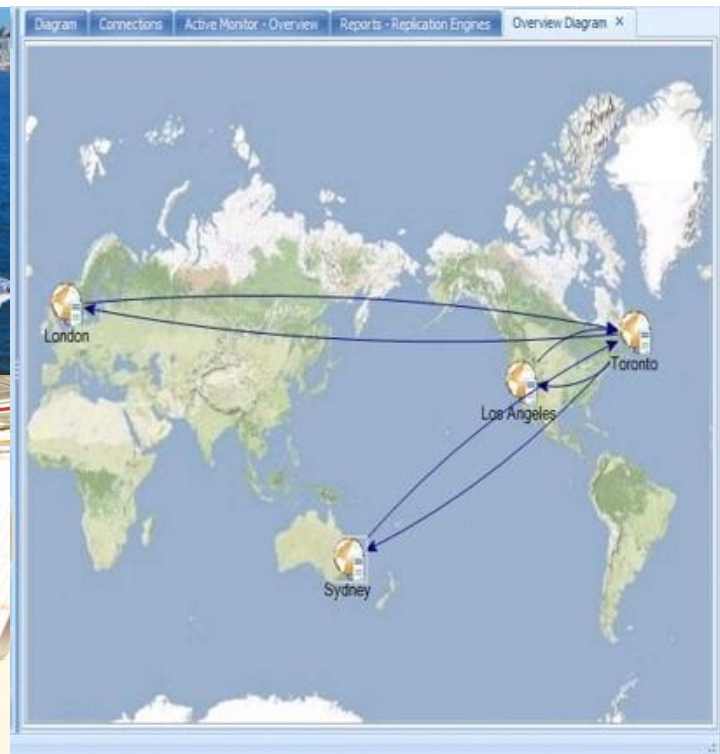 Diagram
Connections
Active Monitor - Overview
Reports - Replication Engines
Overview Diagram X
London
Toronto
Los Angeles
Sydney